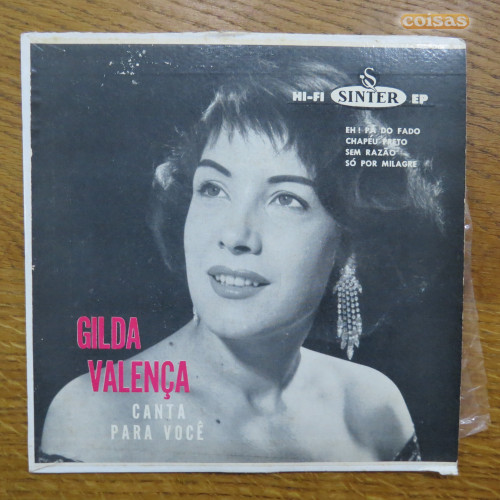 coisas
HI-FI SINTER EP
EH! PÁ DO FADO
CHAPÉU PRETO
SEM RAZÃO
SÓ POR MILAGRE
GILDA
VALENÇA
CANTA
PARA VOCÊ